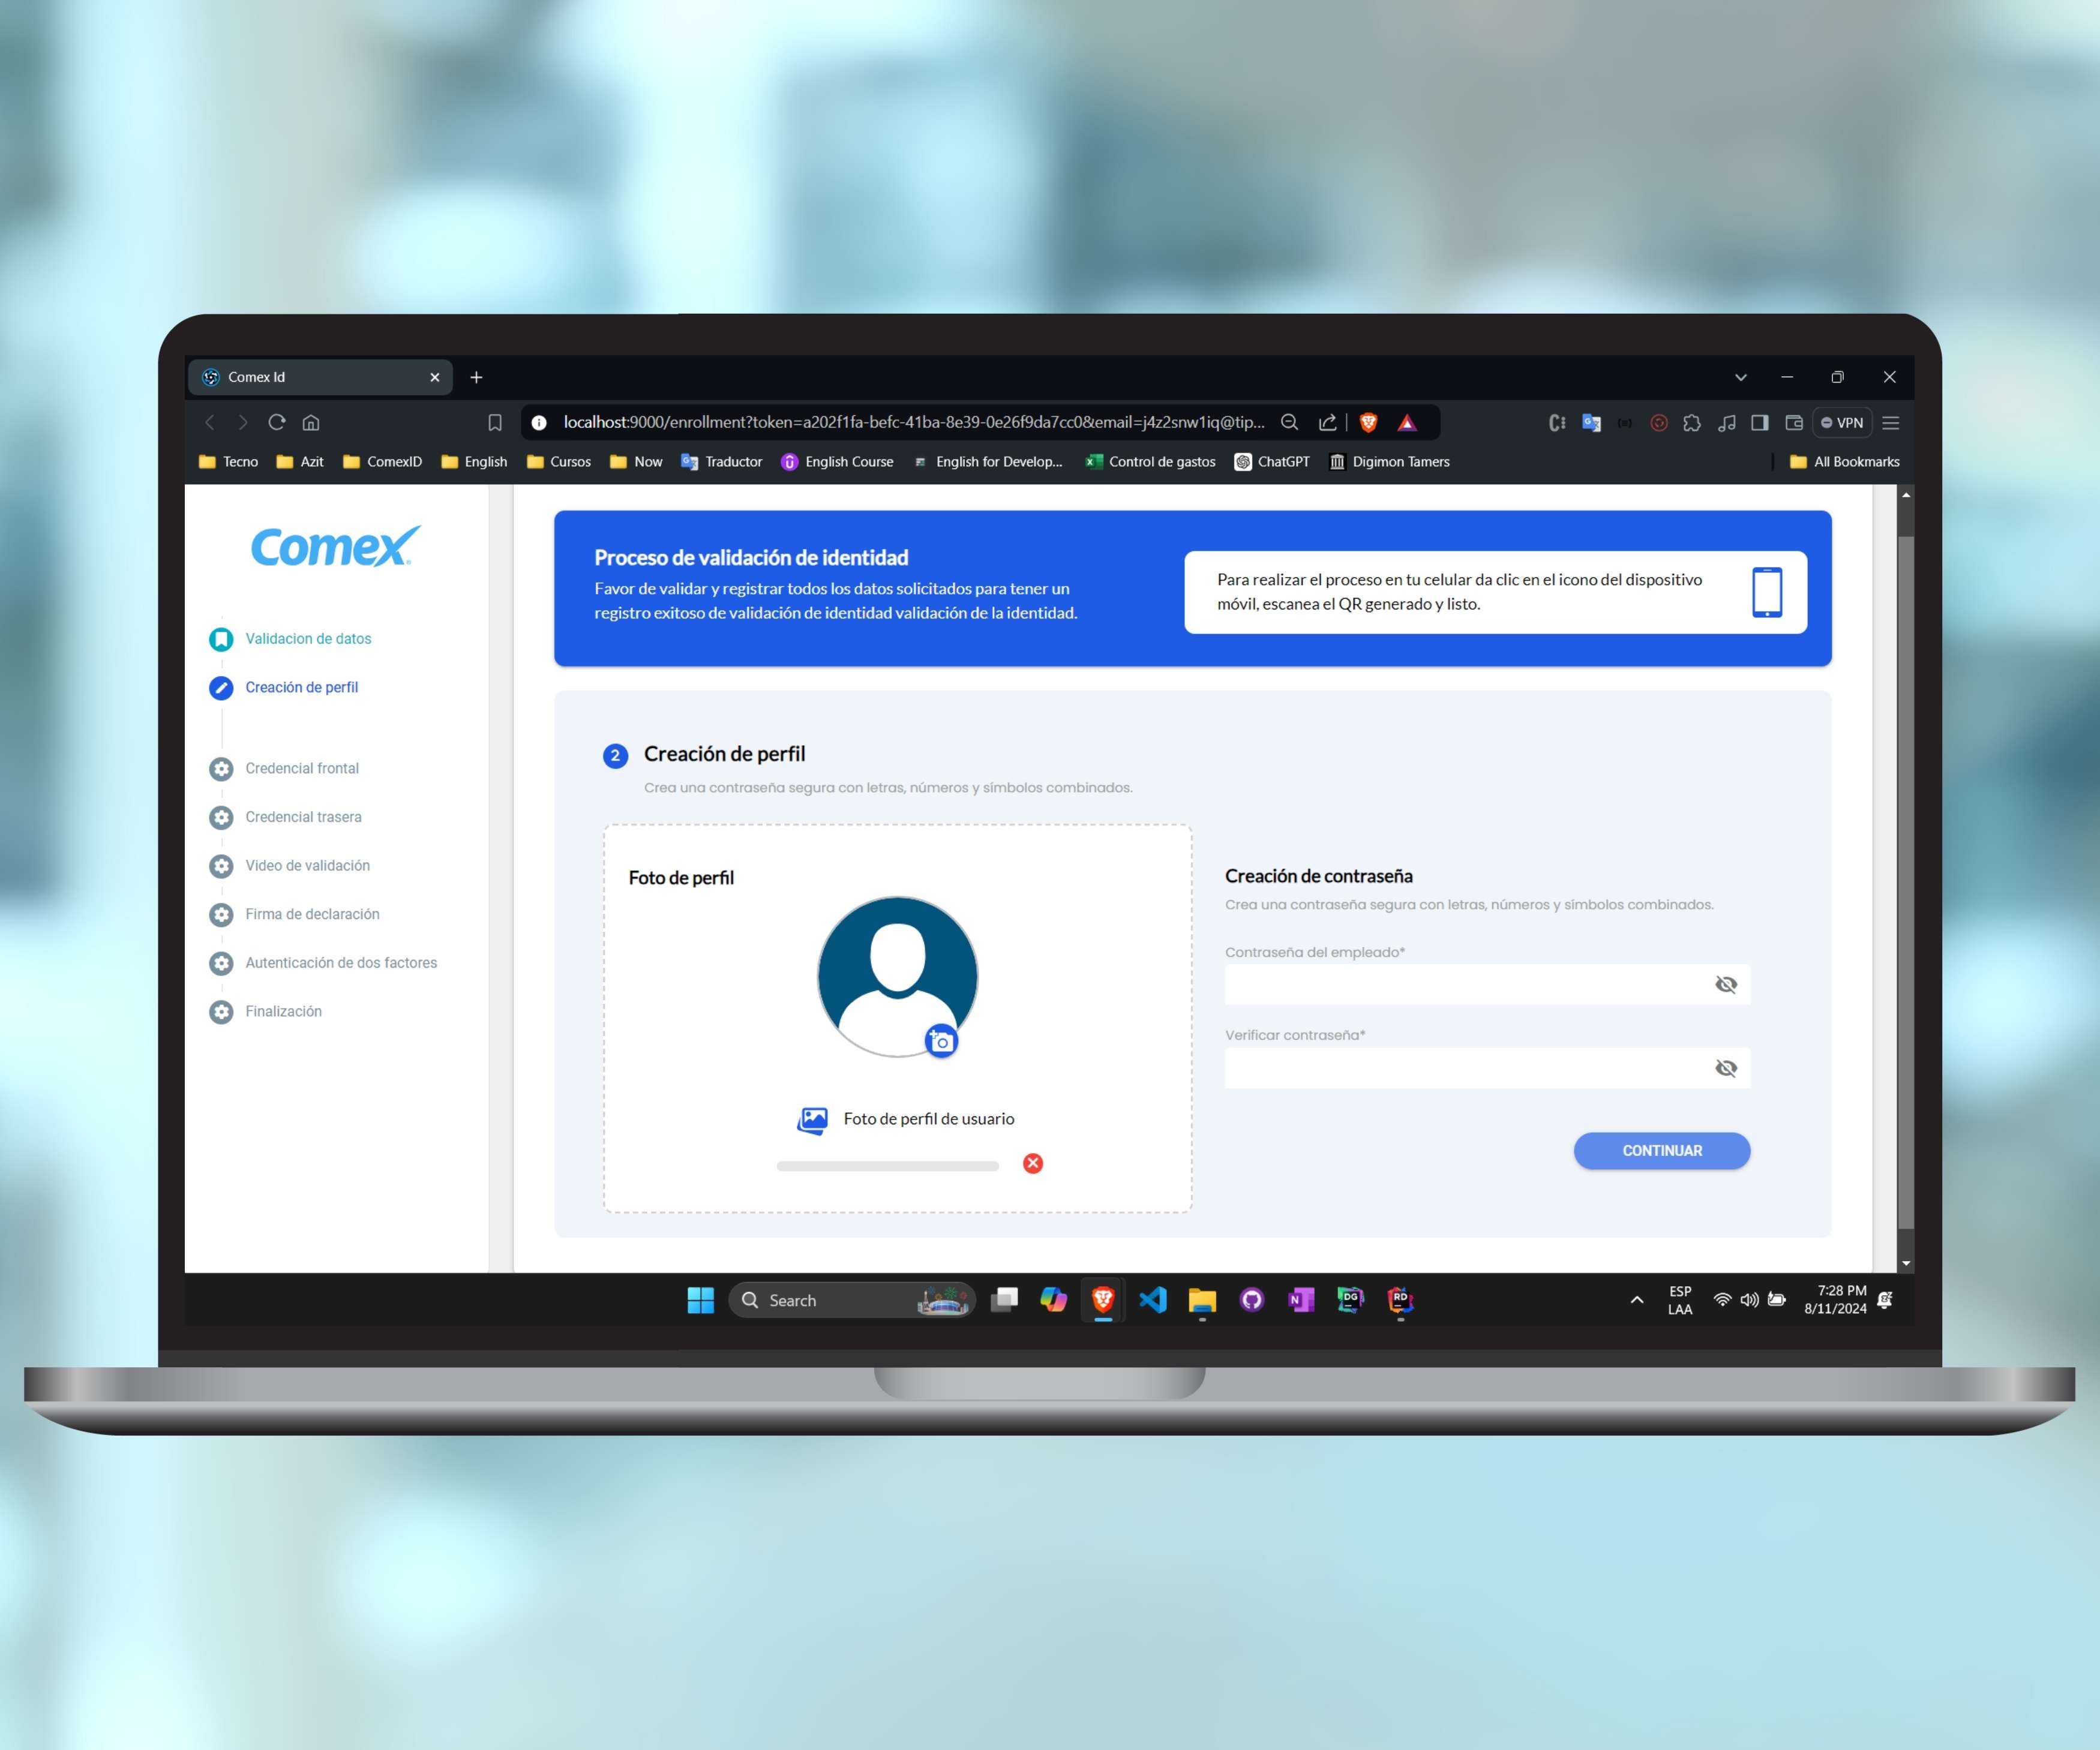 Comex Id
localhost:9000/enrollment?token=a202f1fa-befc-41ba-8e39-0e26f9da7cc0&email=j4z2snw1iq@tip...
VPN
Tecno
Azit
ComexID
English
Cursos
Now
Traductor
English Course
English for Develop...
Control de gastos
ChatGPT
Digimon Tamers
All Bookmarks
Comex
Validacion de datos
Creación de perfil
Credencial frontal
Credencial trasera
Video de validación
Firma de declaración
Autenticación de dos factores
Finalización
Proceso de validación de identidad
Favor de validar y registrar todos los datos solicitados para tener un
registro exitoso de validación de identidad validación de la identidad.
Para realizar el proceso en tu celular da clic en el icono del dispositivo
móvil, escanea el QR generado y listo.
2 Creación de perfil
Crea una contraseña segura con letras, números y símbolos combinados.
Foto de perfil
Foto de perfil de usuario
Creación de contraseña
Crea una contraseña segura con letras, números y símbolos combinados.
Contraseña del empleado*
Verificar contraseña*
CONTINUAR
Search
N
DG
RD
ESP
LAA
7:28 PM
8/11/2024